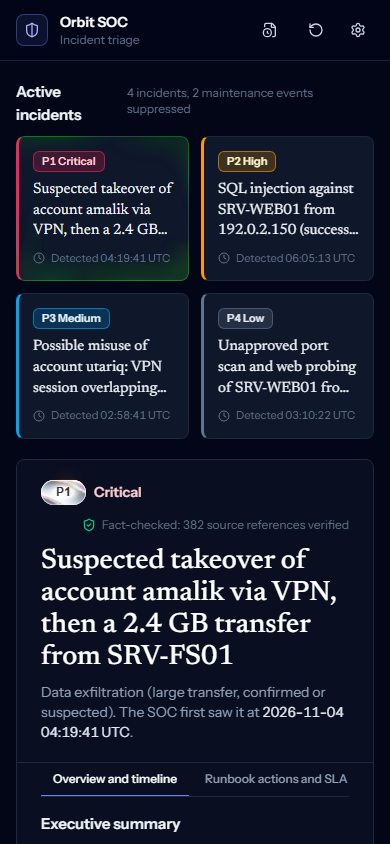 Orbit SOC
Incident triage
Active
incidents
4 incidents, 2 maintenance events
suppressed
P1 Critical
Suspected takeover of
account amalik via
VPN, then a 2.4 GB...
Detected 04:19:41 UTC
P2 High
SQL injection against
SRV-WEB01 from
192.0.2.150 (success...
Detected 06:05:13 UTC
P3 Medium
Possible misuse of
account utariq: VPN
session overlapping...
Detected 02:58:41 UTC
P4 Low
Unapproved port
scan and web probing
of SRV-WEB01 fro...
Detected 03:10:22 UTC
P1 Critical
Fact-checked: 382 source references verified
Suspected takeover of
account amalik via VPN,
then a 2.4 GB transfer
from SRV-FS01
Data exfiltration (large transfer, confirmed or
suspected). The SOC first saw it at 2026-11-04
04:19:41 UTC.
Overview and timeline
Runbook actions and SLA
Executive summary